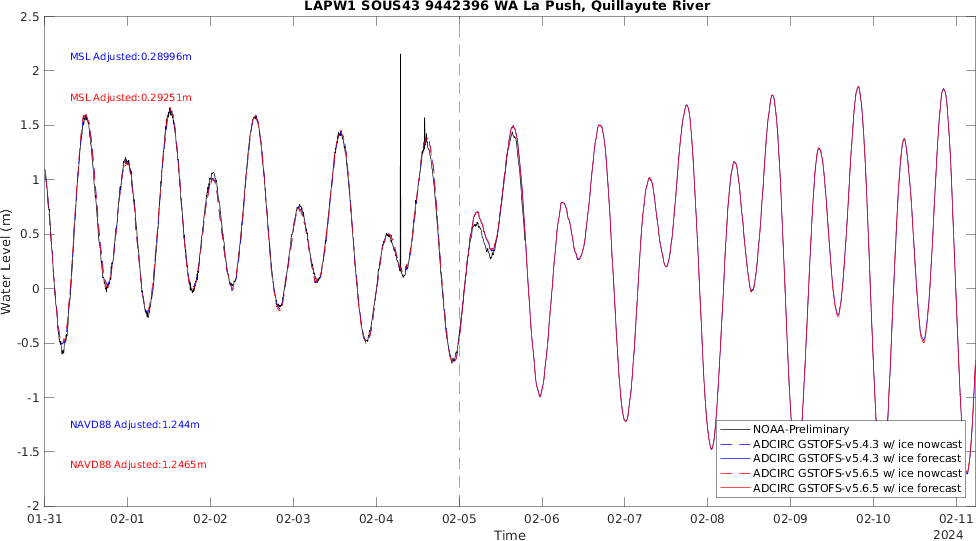 LAPW1 SOUS43 9442396 WA La Push, Quillayute River
2.5
2
1.5
1
0.5
0
-0.5
-1
-1.5
-2
Water Level (m)
MSL Adjusted:0.28996m
MSL Adjusted:0.29251m
NAVD88 Adjusted:1.244m
NAVD88 Adjusted:1.2465m
NOAA-Preliminary
ADCIRC GSTOFS-v5.4.3 w/ ice nowcast
ADCIRC GSTOFS-v5.4.3 w/ ice forecast
ADCIRC GSTOFS-v5.6.5 w/ ice nowcast
ADCIRC GSTOFS-v5.6.5 w/ ice forecast
01-31 02-01 02-02 02-03 02-04 02-05 02-06 02-07 02-08 02-09 02-10 02-11
Time
2024